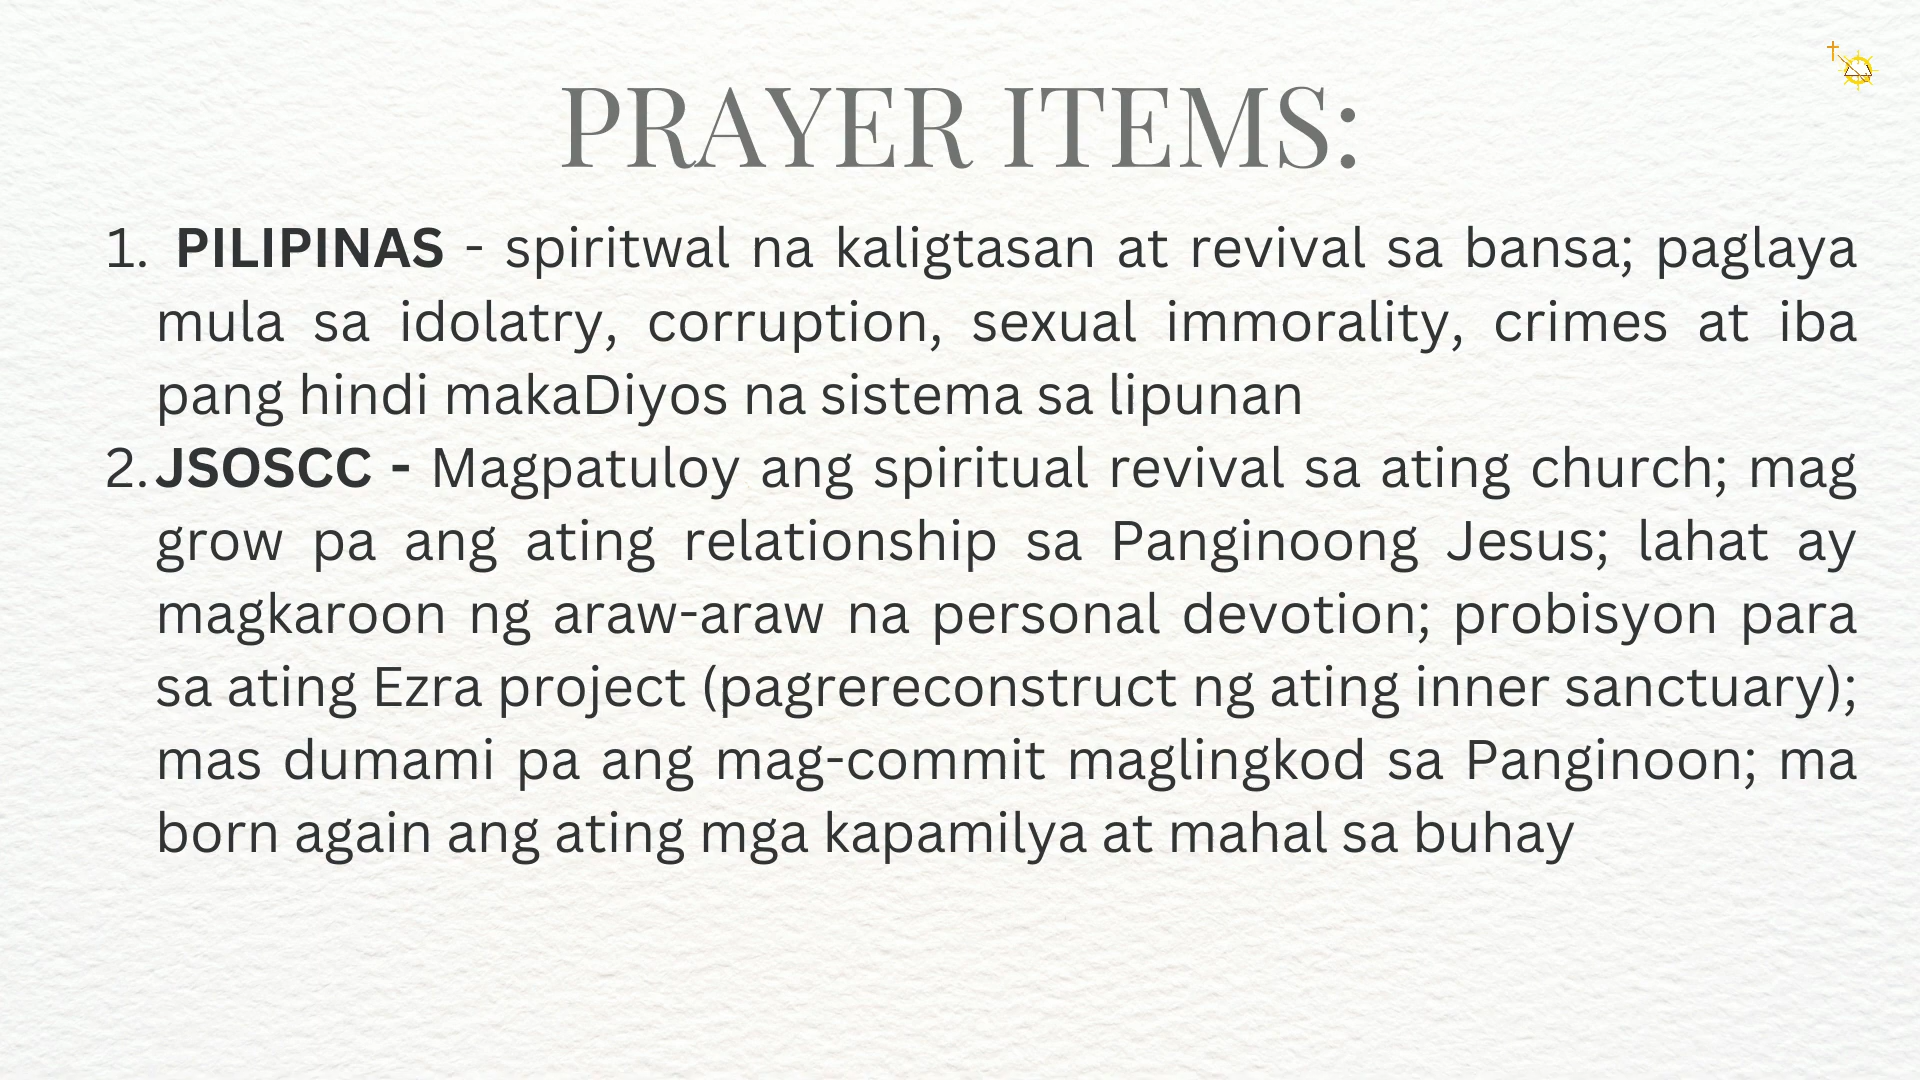 PRAYER ITEMS:
1. PILIPINAS - spiritwal na kaligtasan at revival sa bansa; paglaya
mula sa idolatry, corruption, sexual immorality, crimes at iba
pang hindi makaDiyos na sistema sa lipunan
2. JSOSCC - Magpatuloy ang spiritual revival sa ating church; mag
grow pa ang ating relationship sa Panginoong Jesus; lahat ay
magkaroon ng araw-araw na personal devotion; probisyon para
sa ating Ezra project (pagrereconstruct ng ating inner sanctuary);
mas dumami pa ang mag-commit maglingkod sa Panginoon; ma
born again ang ating mga kapamilya at mahal sa buhay